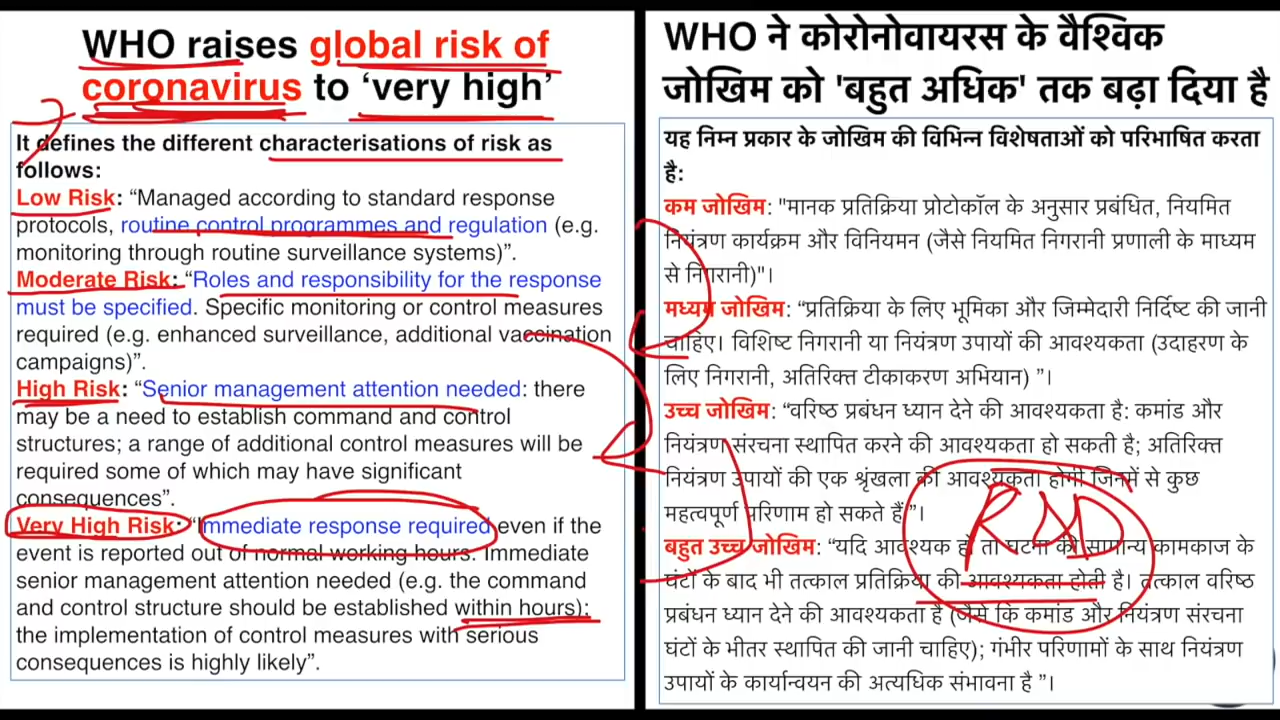 WHO raises global risk of
coronavirus to ‘very high’
It defines the different characterisations of risk as
follows:
Low Risk: “Managed according to standard response
protocols, routine control programmes and regulation (e.g.
monitoring through routine surveillance systems)”.
Moderate Risk: “Roles and responsibility for the response
must be specified. Specific monitoring or control measures
required (e.g. enhanced surveillance, additional vaccination
campaigns)”.
High Risk: “Senior management attention needed: there
may be a need to establish command and control
structures; a range of additional control measures will be
required some of which may have significant
consequences”.
Very High Risk: “Immediate response required even if the
event is reported out of normal working hours. Immediate
senior management attention needed (e.g. the command
and control structure should be established within hours);
the implementation of control measures with serious
consequences is highly likely”.
WHO ने कोरोनोवायरस के वैश्विक
जोखिम को 'बहुत अधिक' तक बढ़ा दिया है
यह निम्न प्रकार के जोखिम की विभिन्न विशेषताओं को परिभाषित करता
है:
कम जोखिम: "मानक प्रतिक्रिया प्रोटोकॉल के अनुसार प्रबंधित, नियमित
नियंत्रण कार्यक्रम और विनियमन (जैसे नियमित निगरानी प्रणाली के माध्यम
से निगरानी)"।
मध्यम जोखिम: “प्रतिक्रिया के लिए भूमिका और जिम्मेदारी निर्दिष्ट की जानी
चाहिए। विशिष्ट निगरानी या नियंत्रण उपायों की आवश्यकता (उदाहरण के
लिए निगरानी, अतिरिक्त टीकाकरण अभियान) ”।
उच्च जोखिम: “वरिष्ठ प्रबंधन ध्यान देने की आवश्यकता है: कमांड और
नियंत्रण संरचना स्थापित करने की आवश्यकता हो सकती है; अतिरिक्त
नियंत्रण उपायों की एक श्रृंखला की आवश्यकता होगी जिनमें से कुछ
महत्वपूर्ण परिणाम हो सकते हैं ”।
बहुत उच्च जोखिम: “यदि आवश्यक हो तो घटना की सामान्य कामकाज के
घंटों के बाद भी तत्काल प्रतिक्रिया की आवश्यकता होती है। तत्काल वरिष्ठ
प्रबंधन ध्यान देने की आवश्यकता है (जैसे कि कमांड और नियंत्रण संरचना
घंटों के भीतर स्थापित की जानी चाहिए); गंभीर परिणामों के साथ नियंत्रण
उपायों के कार्यान्वयन की अत्यधिक संभावना है ”।